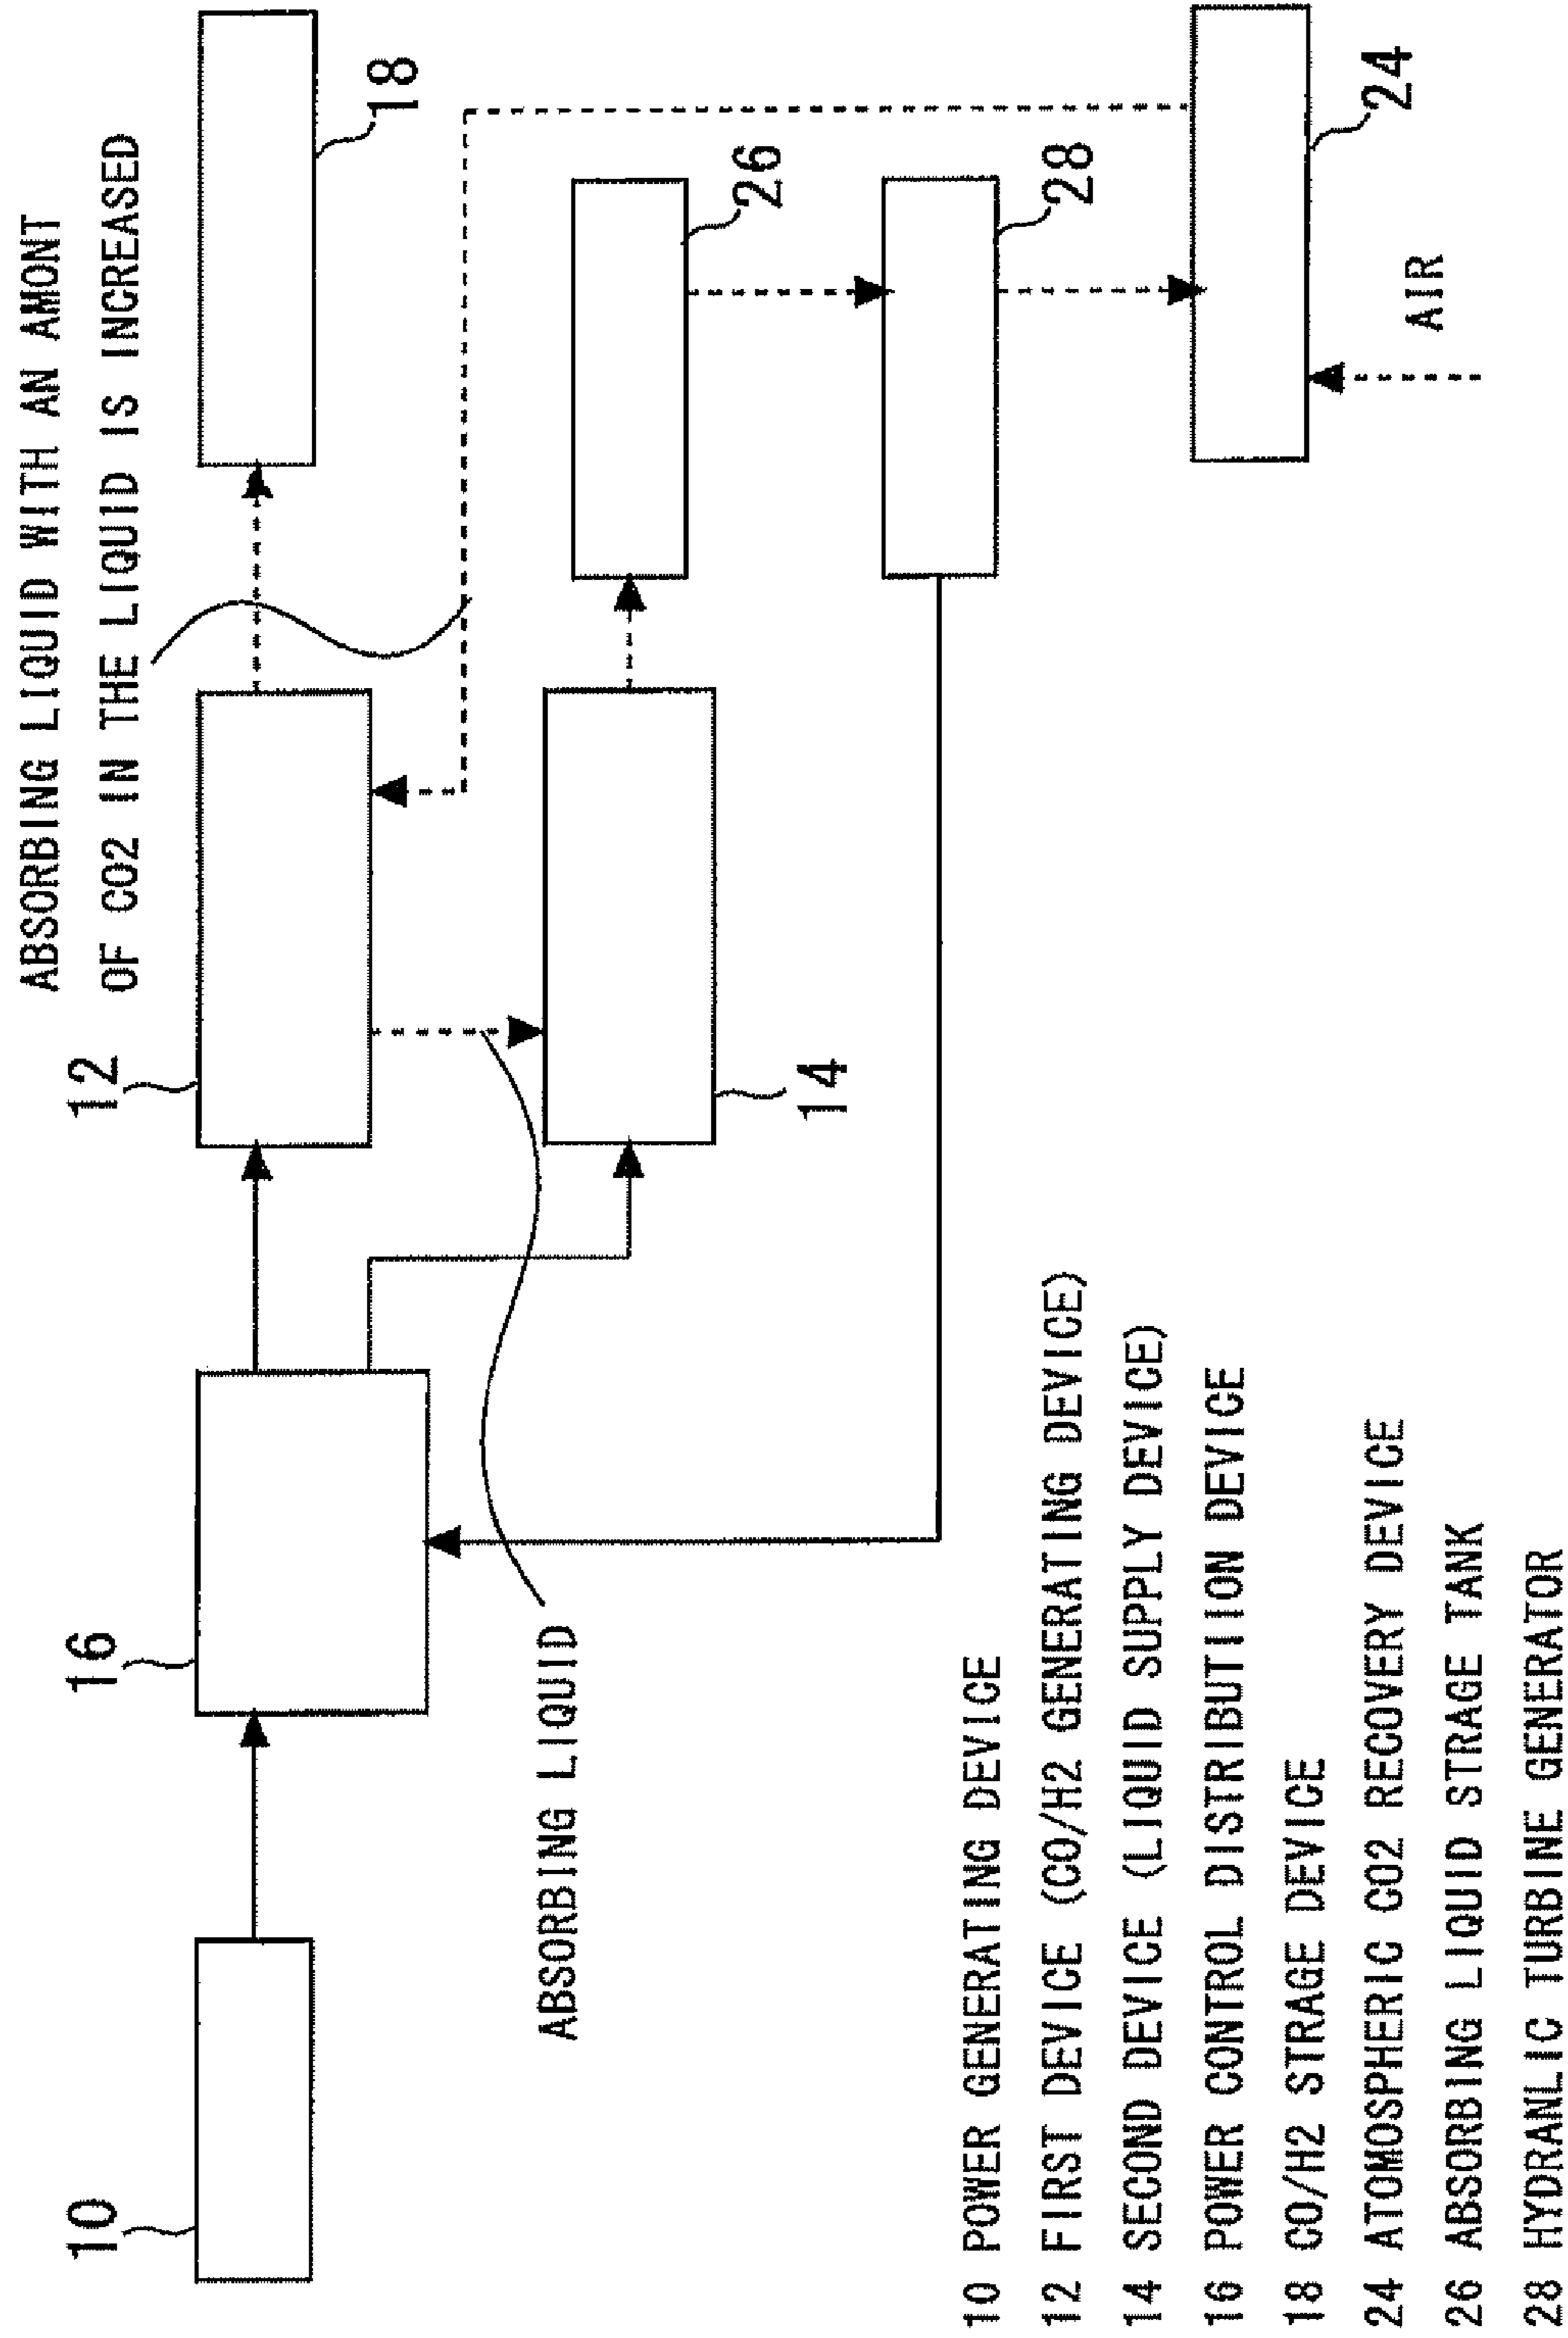 ABSORBING LIQUID WITH AN AMONT
OF CO2 IN THE LIQUID IS INCREASED
10
16
12
18
14
26
28
24
ABSORBING LIQUID
AIR
10 POWER GENERATING DEVICE
12 FIRST DEVICE (CO/H2 GENERATING DEVICE)
14 SECOND DEVICE (LIQUID SUPPLY DEVICE)
16 POWER CONTROL DISTRIBUTIION DEVICE
18 CO/H2 STRAGE DEVICE
24 ATOMOSPHERIC CO2 RECOVERY DEVICE
26 ABSORBING LIQUID STRAGE TANK
28 HYDRANLIC TURBINE GENERATOR